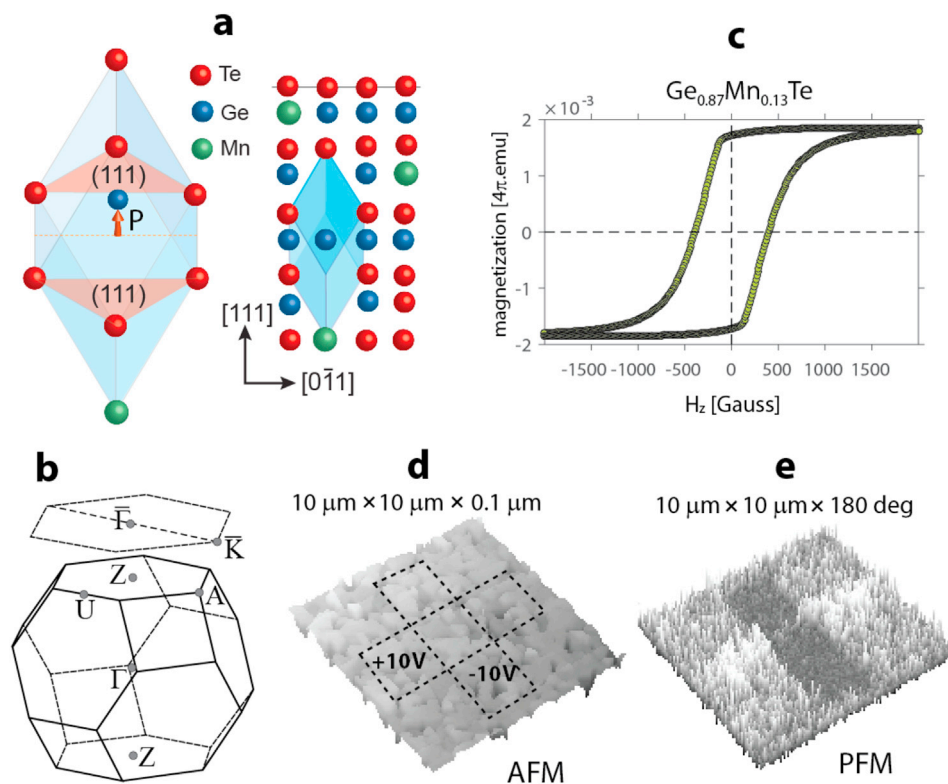 a
Te
Ge
Mn
(111)
P
(111)
[111]
[01̄1]
c
Ge0.87Mn0.13Te
× 10-3
magnetization [4π.emu]
2
1
0
-1
-2
-1500 -1000 -500 0 500 1000 1500
Hz [Gauss]
b
Γ̄
K̄
Z
U
A
Γ
Z
d
10 µm × 10 µm × 0.1 µm
+10V
-10V
AFM
e
10 µm × 10 µm × 180 deg
PFM